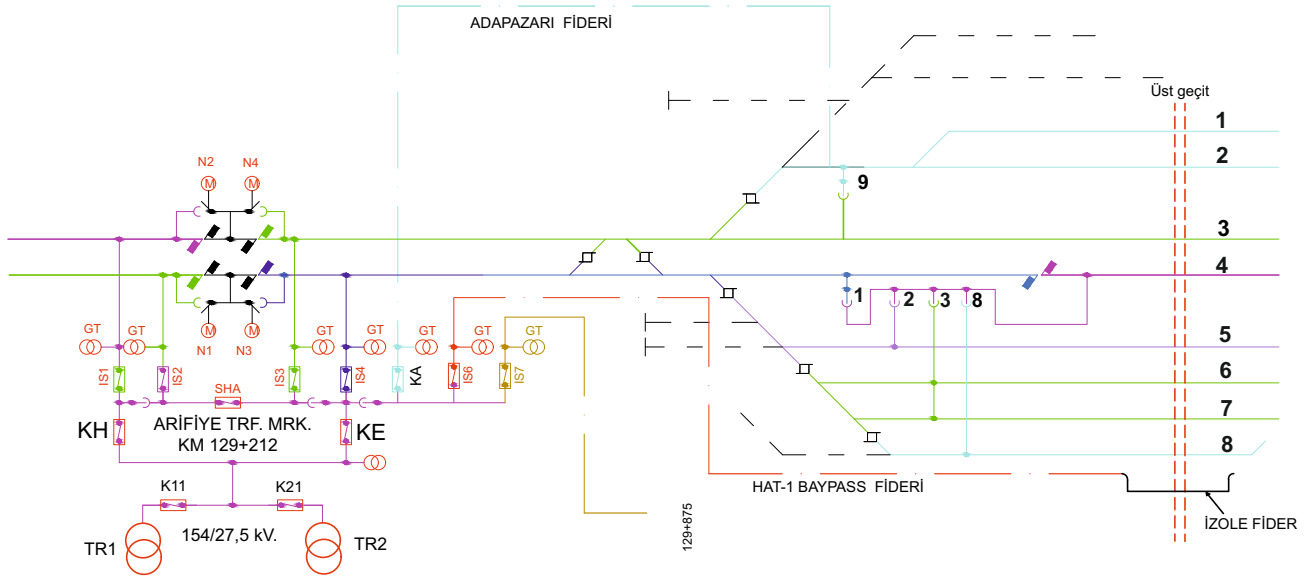 ADAPAZARI FİDERİ
Üst geçit
1
2
N2
N4
M
M
9
3
4
1
2
3
8
M
M
N1
N3
GT
GT
GT
GT
GT
GT
GT
5
IS1
IS2
IS3
IS4
KA
IS6
IS7
6
SHA
7
KH
ARİFİYE TRF. MRK.
KM 129+212
KE
8
K11
K21
HAT-1 BAYPASS FİDERİ
İZOLE FİDER
154/27,5 kV.
TR1
TR2
129+875